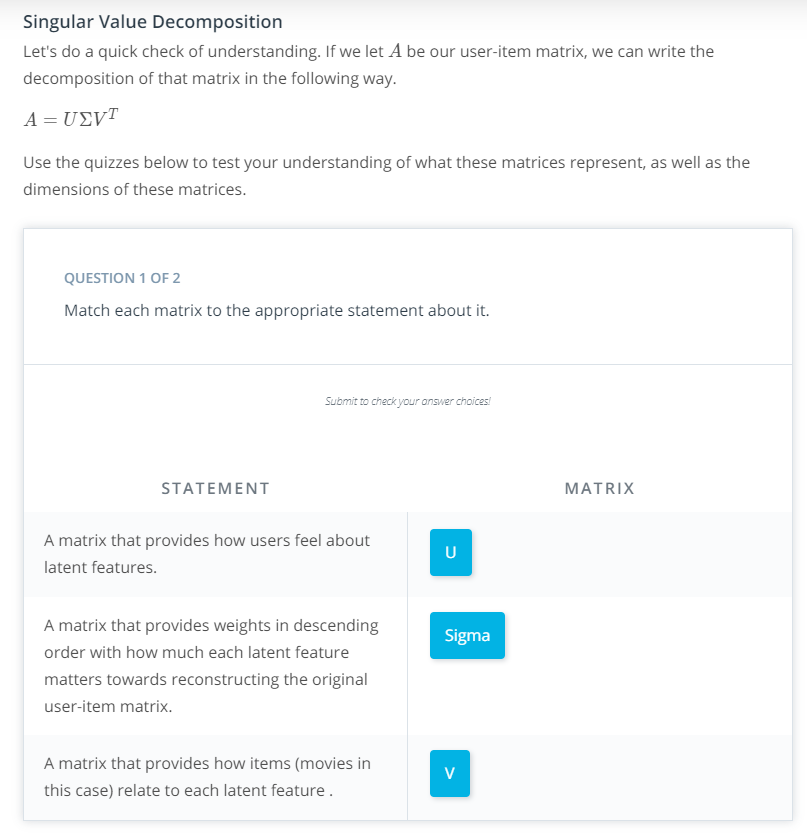 Singular Value Decomposition
Let's do a quick check of understanding. If we let A be our user-item matrix, we can write the
decomposition of that matrix in the following way.
A = UΣVᵀ
Use the quizzes below to test your understanding of what these matrices represent, as well as the
dimensions of these matrices.
QUESTION 1 OF 2
Match each matrix to the appropriate statement about it.
Submit to check your answer choices!
STATEMENT
MATRIX
A matrix that provides how users feel about
latent features.
U
A matrix that provides weights in descending
order with how much each latent feature
matters towards reconstructing the original
user-item matrix.
Sigma
A matrix that provides how items (movies in
this case) relate to each latent feature .
V